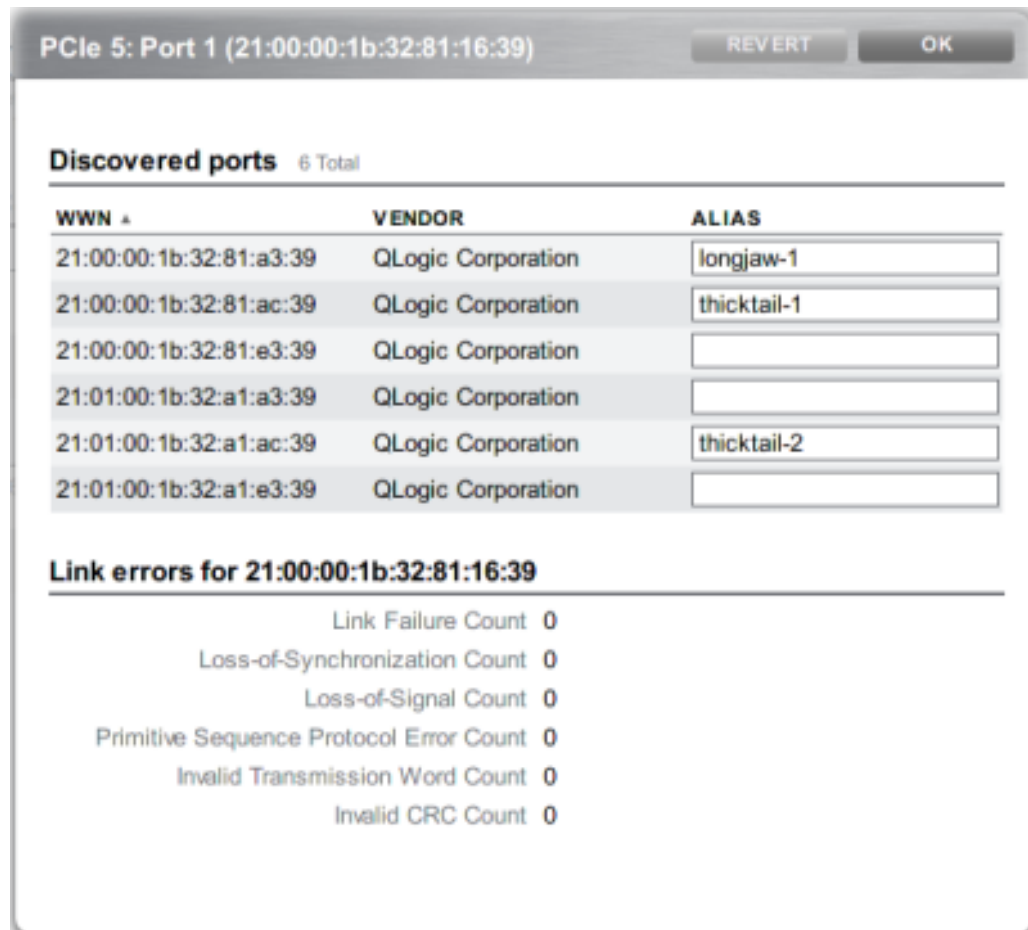 PCIe 5: Port 1 (21:00:00:1b:32:81:16:39) REVERT OK
Discovered ports 6 Total
WWN ▲ VENDOR ALIAS
21:00:00:1b:32:81:a3:39 QLogic Corporation longjaw-1
21:00:00:1b:32:81:ac:39 QLogic Corporation thicktail-1
21:00:00:1b:32:81:e3:39 QLogic Corporation
21:01:00:1b:32:a1:a3:39 QLogic Corporation
21:01:00:1b:32:a1:ac:39 QLogic Corporation thicktail-2
21:01:00:1b:32:a1:e3:39 QLogic Corporation
Link errors for 21:00:00:1b:32:81:16:39
Link Failure Count 0
Loss-of-Synchronization Count 0
Loss-of-Signal Count 0
Primitive Sequence Protocol Error Count 0
Invalid Transmission Word Count 0
Invalid CRC Count 0